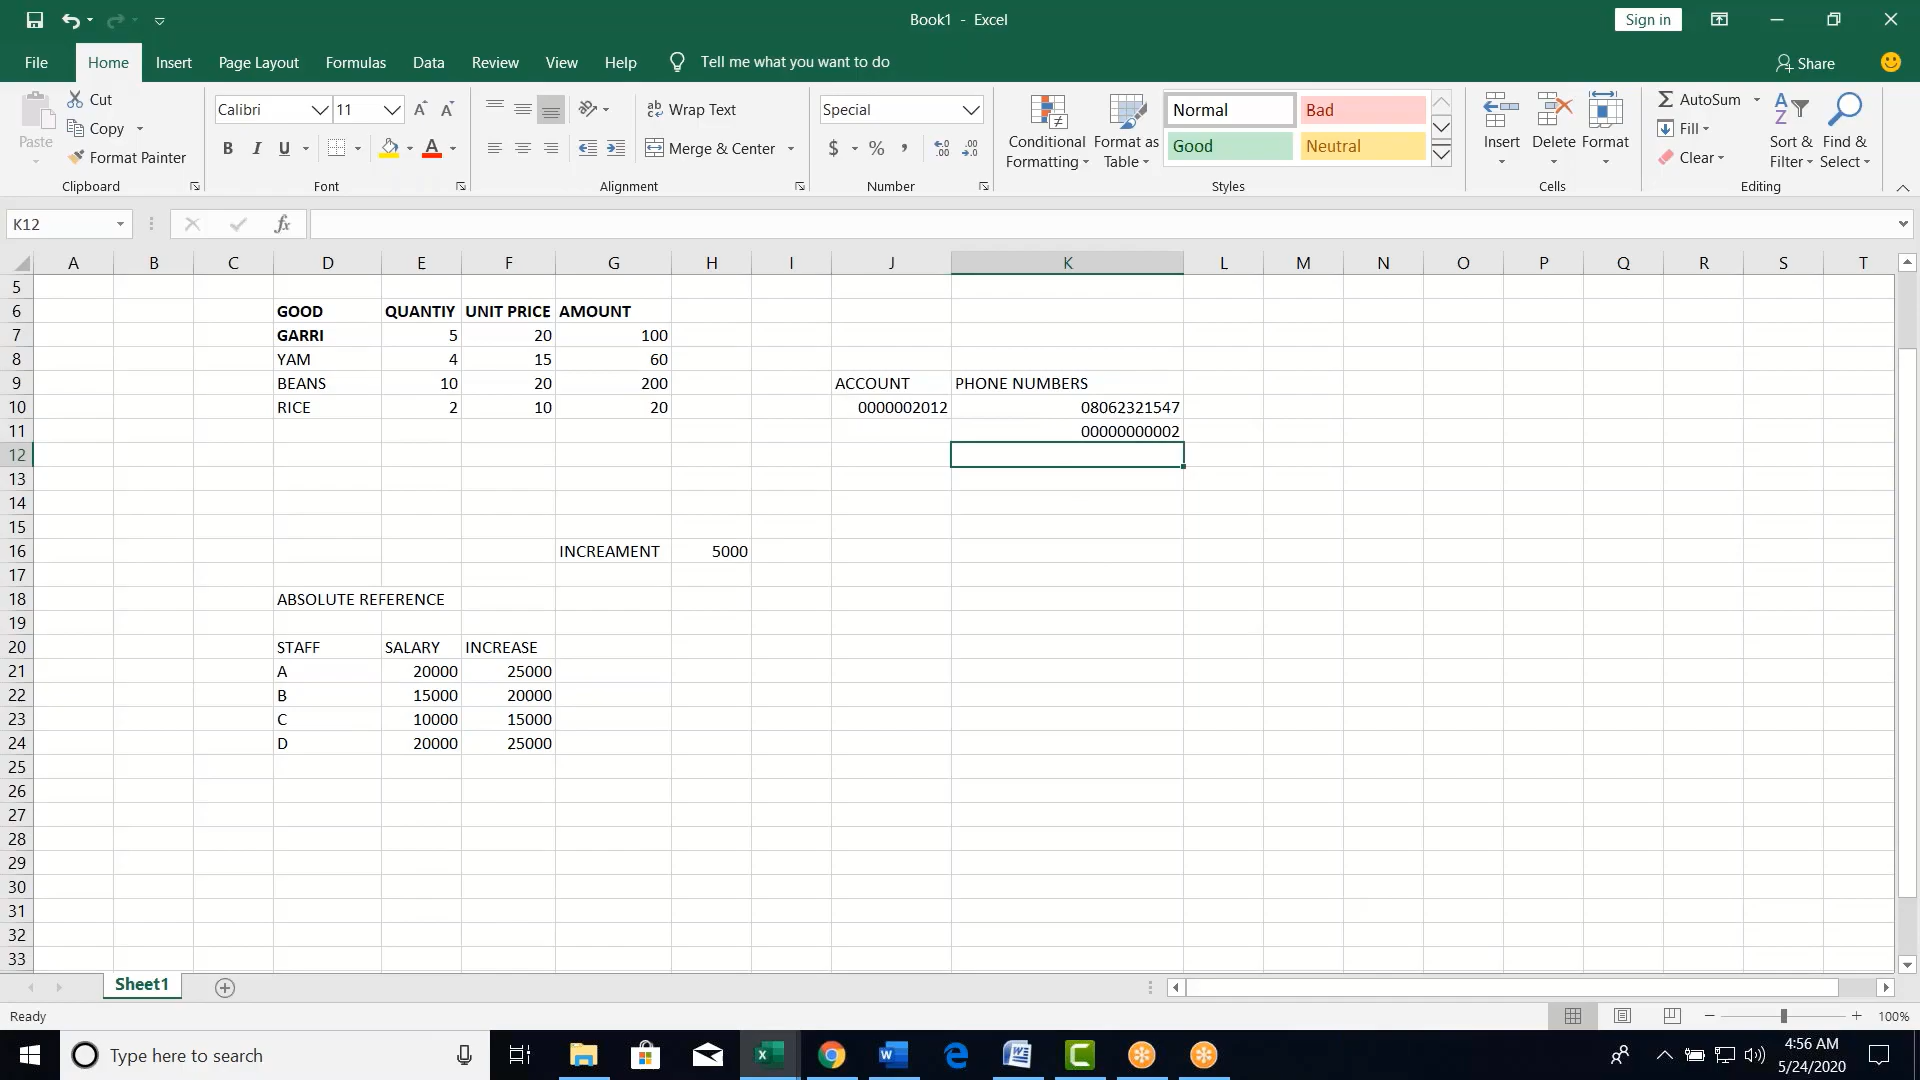 Book1 - Excel
Sign in
File Home Insert Page Layout Formulas Data Review View Help Tell me what you want to do
Share
Paste
Cut
Copy
Format Painter
Clipboard
Calibri 11
B I U
Font
Wrap Text
Merge & Center
Alignment
Special
$ % ,
Number
Conditional Formatting
Format as Table
Normal Bad
Good Neutral
Styles
Insert Delete Format
Cells
AutoSum
Fill
Clear
Sort & Filter
Find & Select
Editing
K12
fx
A B C D E F G H I J K L M N O P Q R S T
5
6 GOOD QUANTIY UNIT PRICE AMOUNT
7 GARRI 5 20 100
8 YAM 4 15 60
9 BEANS 10 20 200 ACCOUNT PHONE NUMBERS
10 RICE 2 10 20 0000002012 08062321547
11 00000000002
12
13
14
15
16 INCREAMENT 5000
17
18 ABSOLUTE REFERENCE
19
20 STAFF SALARY INCREASE
21 A 20000 25000
22 B 15000 20000
23 C 10000 15000
24 D 20000 25000
25
26
27
28
29
30
31
32
33
Sheet1
Ready
100%
Type here to search
4:56 AM
5/24/2020